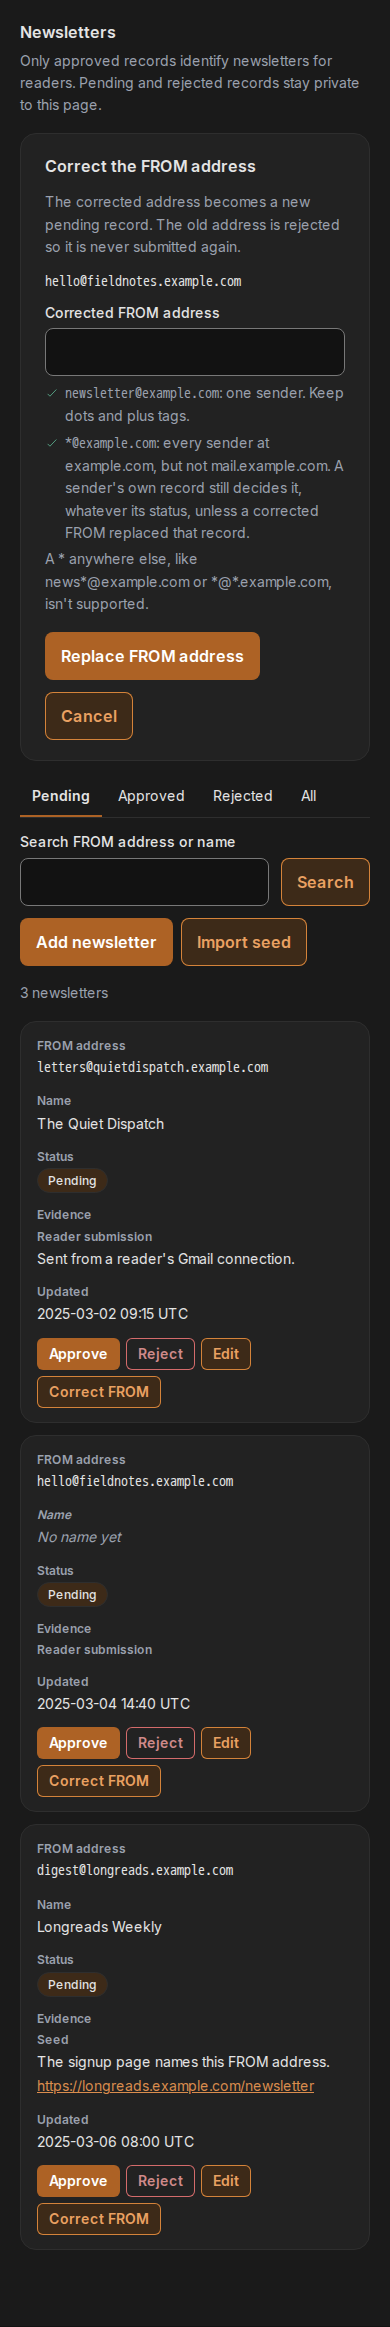 Newsletters
Only approved records identify newsletters for
readers. Pending and rejected records stay private
to this page.
Correct the FROM address
The corrected address becomes a new
pending record. The old address is rejected
so it is never submitted again.
hello@fieldnotes.example.com
Corrected FROM address
newsletter@example.com: one sender. Keep
dots and plus tags.
*@example.com: every sender at
example.com, but not mail.example.com. A
sender's own record still decides it,
whatever its status, unless a corrected
FROM replaced that record.
A * anywhere else, like
news*@example.com or *@*.example.com,
isn't supported.
Replace FROM address
Cancel
Pending Approved Rejected All
Search FROM address or name
Search
Add newsletter Import seed
3 newsletters
FROM address
letters@quietdispatch.example.com
Name
The Quiet Dispatch
Status
Pending
Evidence
Reader submission
Sent from a reader's Gmail connection.
Updated
2025-03-02 09:15 UTC
Approve Reject Edit
Correct FROM
FROM address
hello@fieldnotes.example.com
Name
No name yet
Status
Pending
Evidence
Reader submission
Updated
2025-03-04 14:40 UTC
Approve Reject Edit
Correct FROM
FROM address
digest@longreads.example.com
Name
Longreads Weekly
Status
Pending
Evidence
Seed
The signup page names this FROM address.
https://longreads.example.com/newsletter
Updated
2025-03-06 08:00 UTC
Approve Reject Edit
Correct FROM